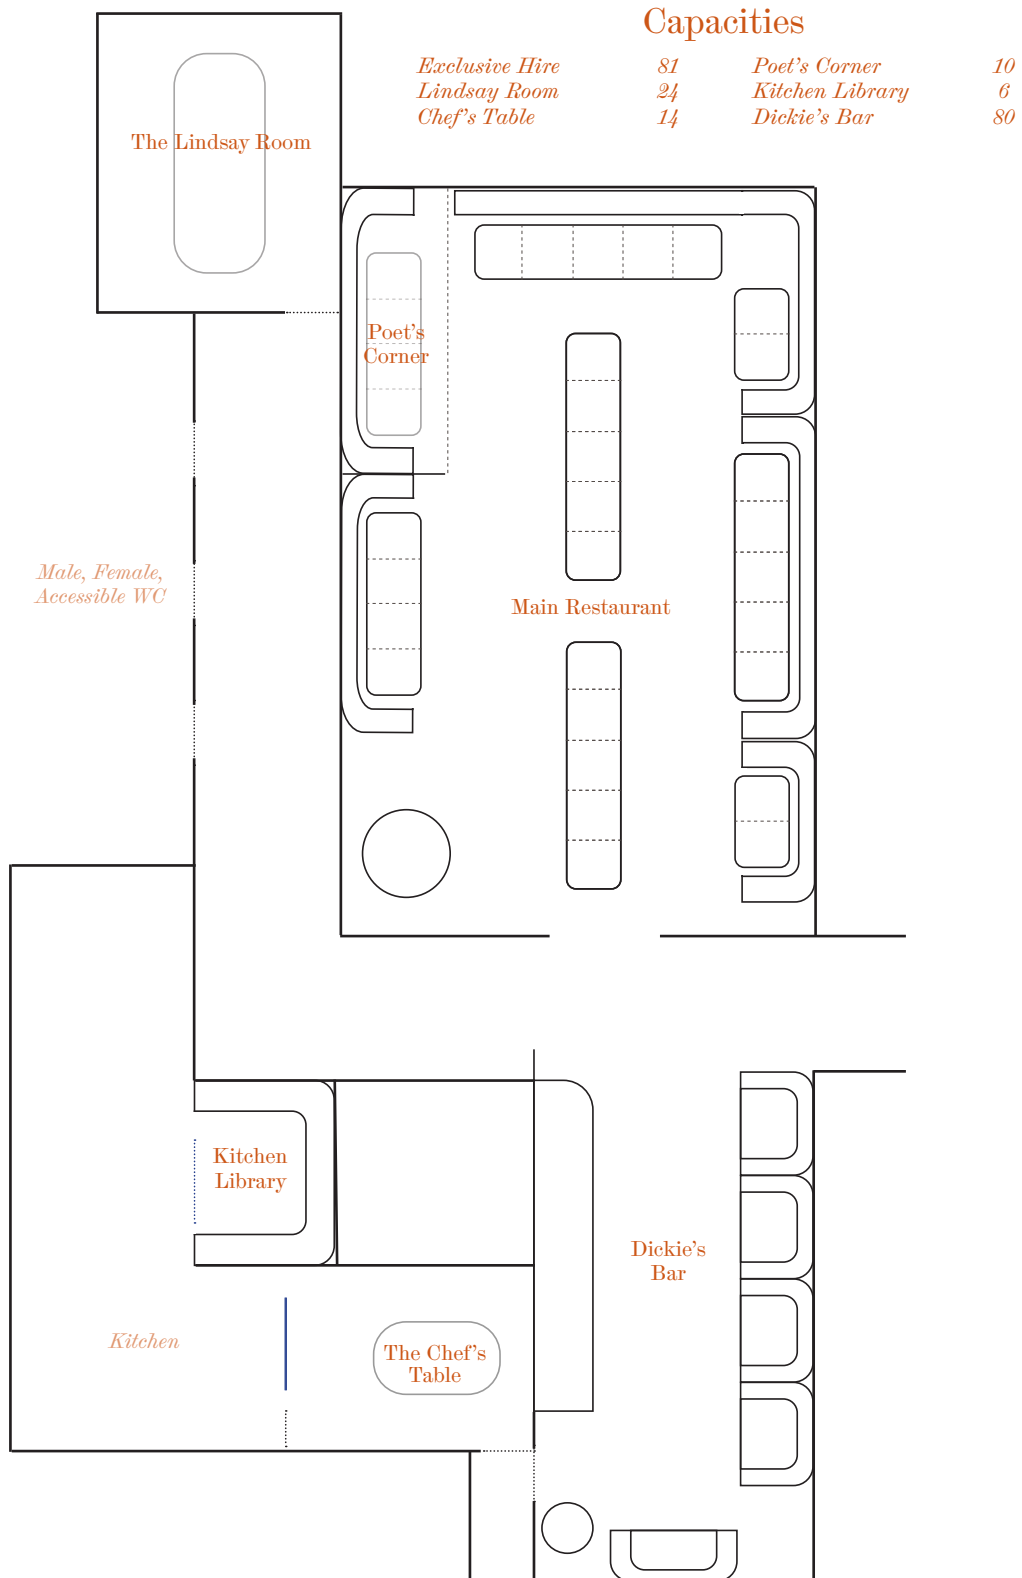 Capacities
Exclusive Hire 81 Poet's Corner 10
Lindsay Room 24 Kitchen Library 6
Chef's Table 14 Dickie's Bar 80
The Lindsay Room
Poet's
Corner
Male, Female,
Accessible WC
Main Restaurant
Kitchen
Library
Dickie's
Bar
Kitchen
The Chef's
Table